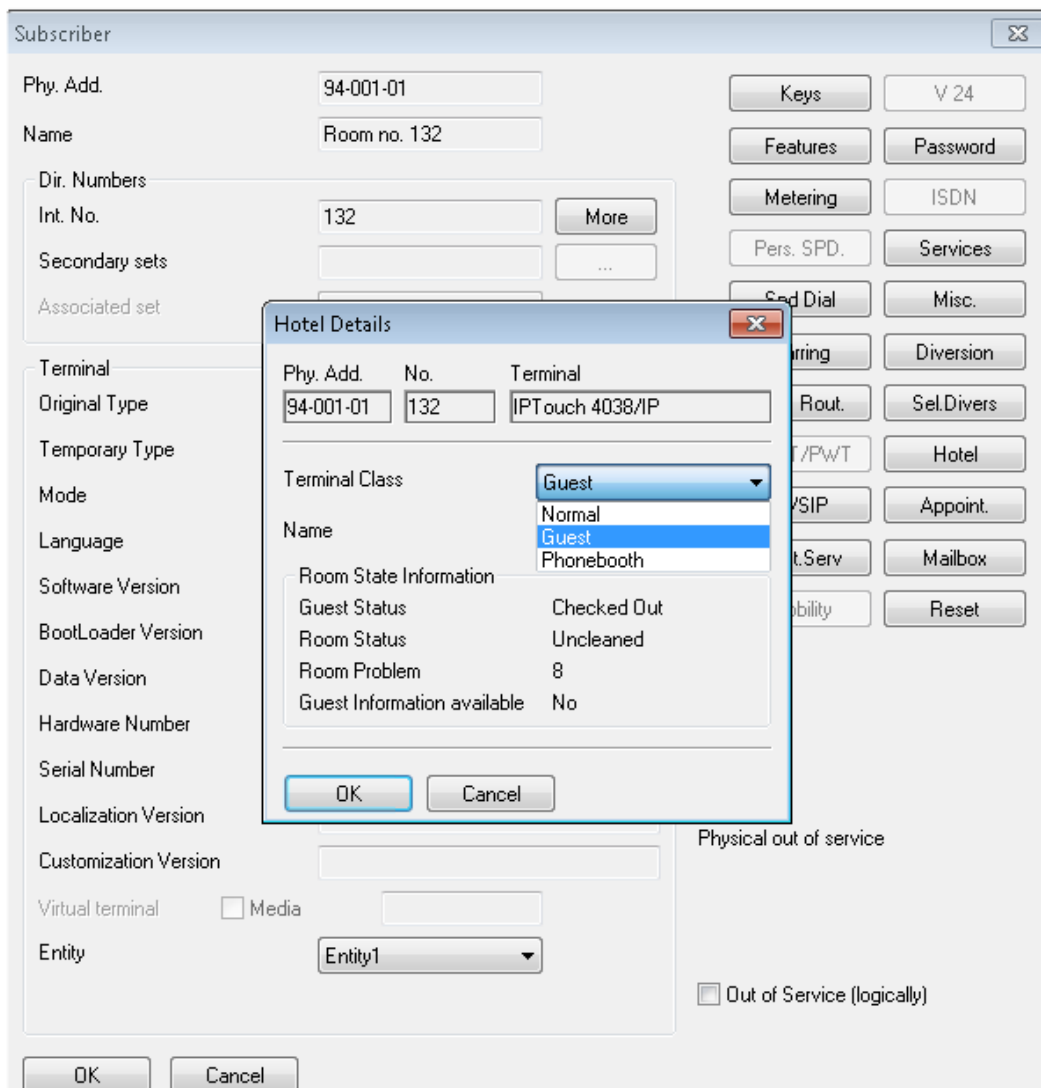 Subscriber
Phy. Add. 94-001-01 Keys V 24
Name Room no. 132 Features Password
Dir. Numbers
Int. No. 132 More Metering ISDN
Secondary sets ... Pers. SPD. Services
Associated set Dial Misc.
Hotel Details
Phy. Add. No. Terminal
94-001-01 132 IPTouch 4038/IP
Terminal Class Guest
Normal
Guest
Phonebooth
Name
Room State Information
Guest Status Checked Out
Room Status Uncleaned
Room Problem 8
Guest Information available No
OK Cancel
Terminal Diversion
Original Type Rout. Sel.Divers
Temporary Type /PWT Hotel
Mode /SIP Appoint.
Language t.Serv Mailbox
Software Version Reset
BootLoader Version
Data Version
Hardware Number
Serial Number
Localization Version
Physical out of service
Customization Version
Virtual terminal Media
Entity Entity1
Out of Service (logically)
OK Cancel